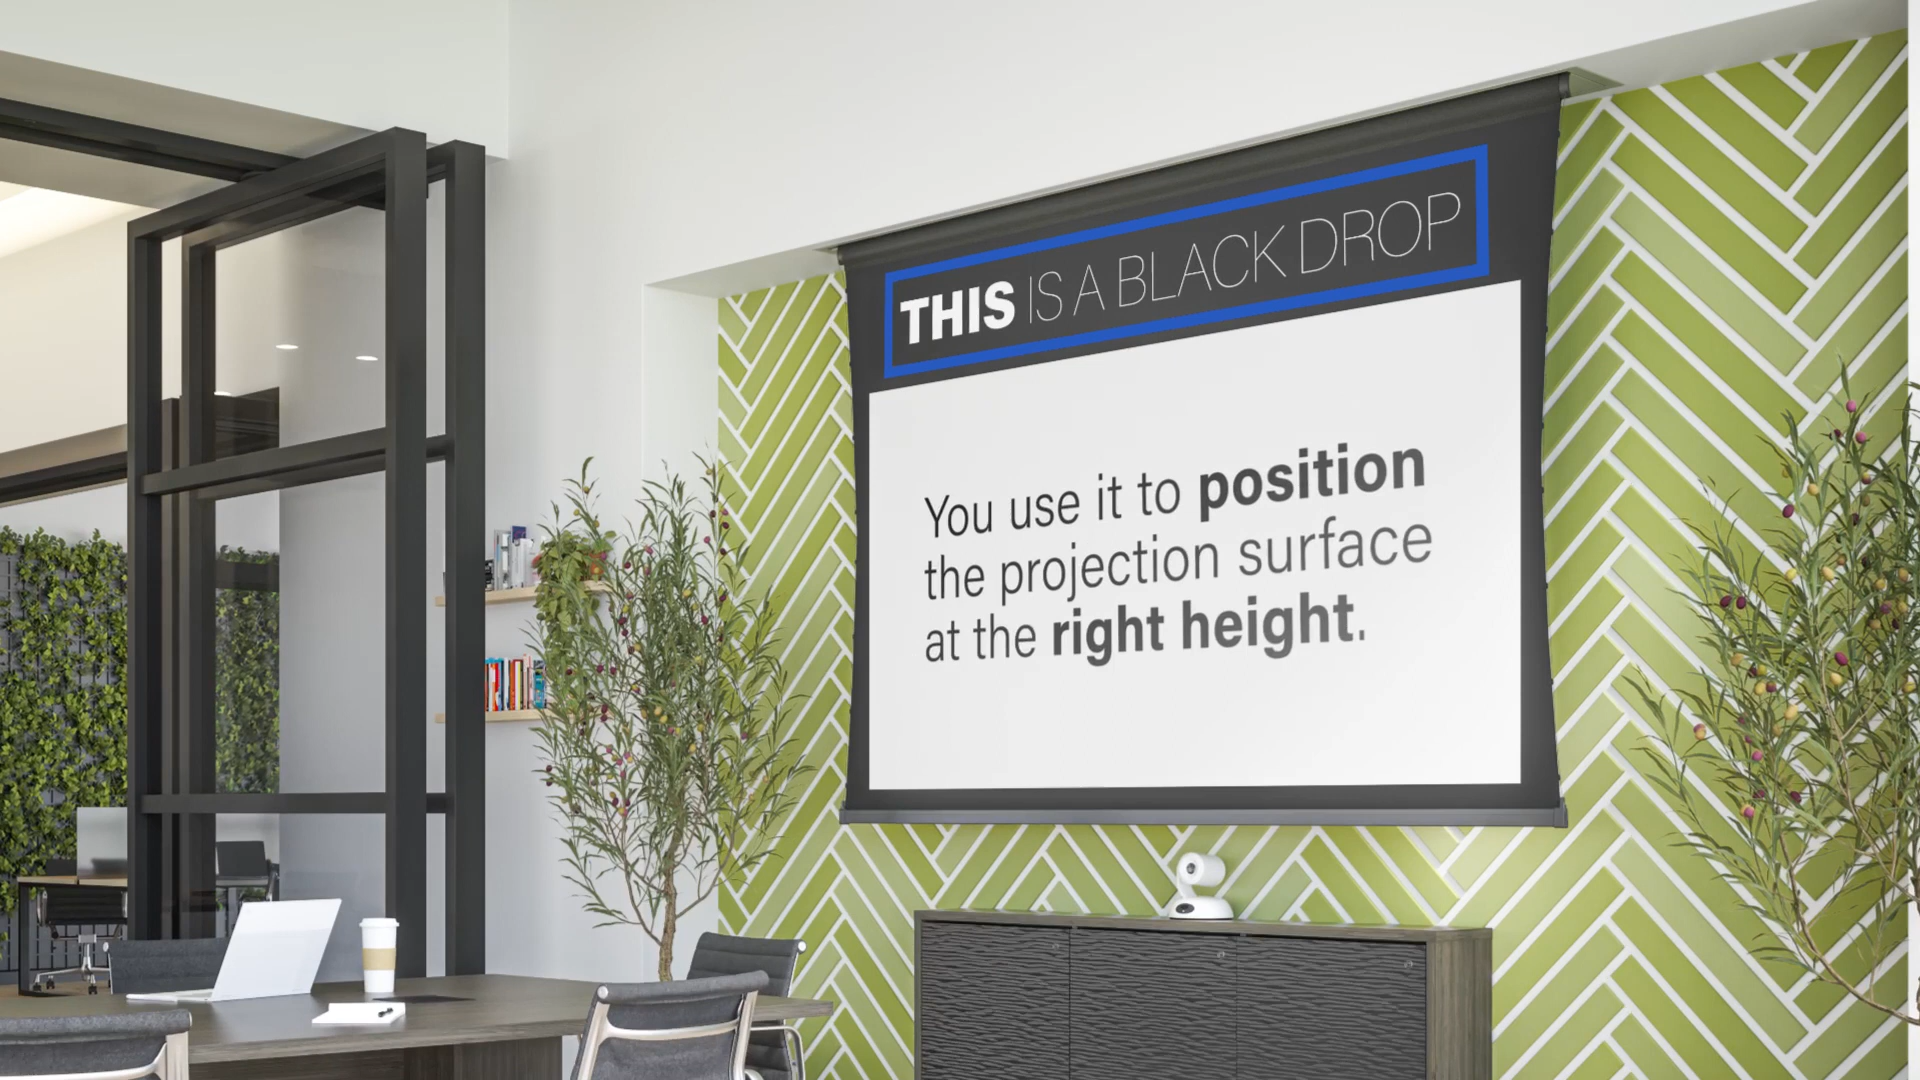 THIS IS A BLACK DROP
You use it to position
the projection surface
at the right height.